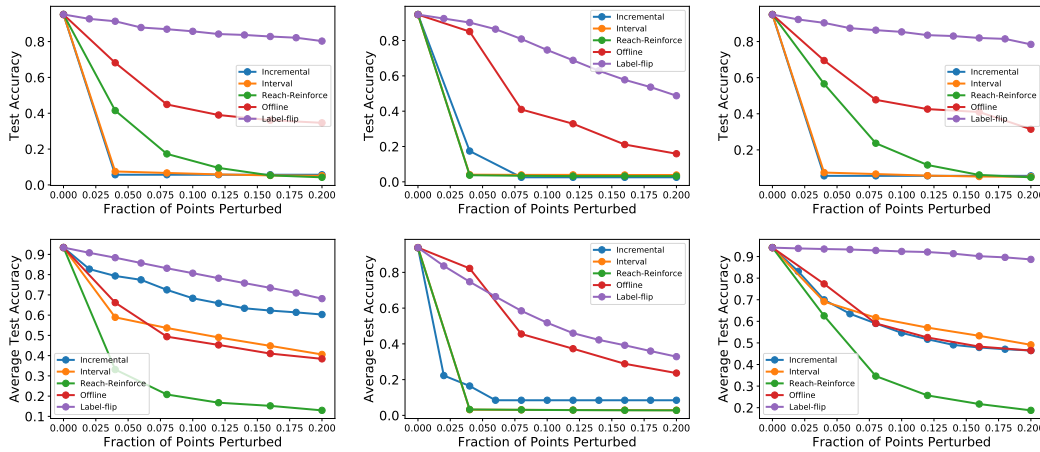 Test Accuracy
0.8
0.6
0.4
0.2
0.0
Incremental
Interval
Reach-Reinforce
Offline
Label-flip
0.000 0.025 0.050 0.075 0.100 0.125 0.150 0.175 0.200
Fraction of Points Perturbed
Test Accuracy
0.8
0.6
0.4
0.2
0.0
Incremental
Interval
Reach-Reinforce
Offline
Label-flip
0.000 0.025 0.050 0.075 0.100 0.125 0.150 0.175 0.200
Fraction of Points Perturbed
Test Accuracy
0.8
0.6
0.4
0.2
Incremental
Interval
Reach-Reinforce
Offline
Label-flip
0.000 0.025 0.050 0.075 0.100 0.125 0.150 0.175 0.200
Fraction of Points Perturbed
Average Test Accuracy
0.9
0.8
0.7
0.6
0.5
0.4
0.3
0.2
0.1
Incremental
Interval
Reach-Reinforce
Offline
Label-flip
0.000 0.025 0.050 0.075 0.100 0.125 0.150 0.175 0.200
Fraction of Points Perturbed
Average Test Accuracy
0.8
0.6
0.4
0.2
0.0
Incremental
Interval
Reach-Reinforce
Offline
Label-flip
0.000 0.025 0.050 0.075 0.100 0.125 0.150 0.175 0.200
Fraction of Points Perturbed
Average Test Accuracy
0.9
0.8
0.7
0.6
0.5
0.4
0.3
0.2
Incremental
Interval
Reach-Reinforce
Offline
Label-flip
0.000 0.025 0.050 0.075 0.100 0.125 0.150 0.175 0.200
Fraction of Points Perturbed